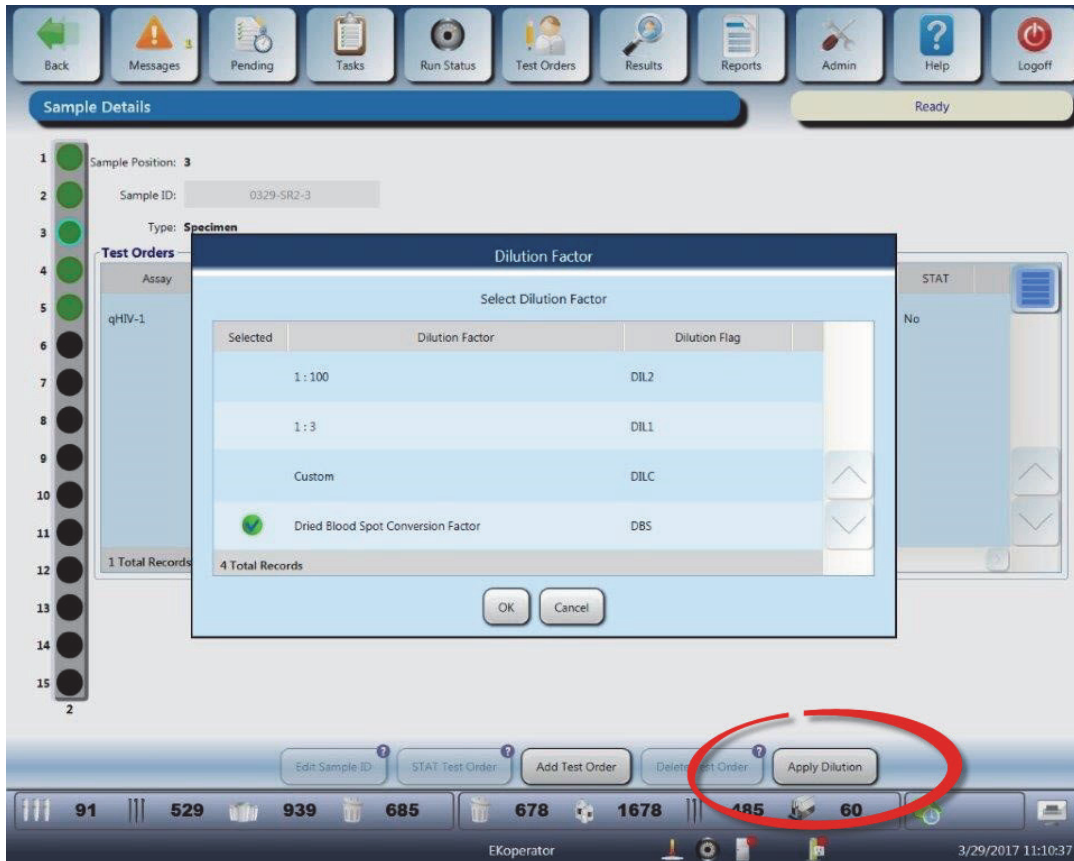 Back Messages 1 Pending Tasks Run Status Test Orders Results Reports Admin Help Logoff
Sample Details Ready
1 Sample Position: 3
2 Sample ID: 0329-SR2-3
3 Type: Specimen
Test Orders
Dilution Factor
4 Assay STAT
Select Dilution Factor
5 qHIV-1 No
Selected Dilution Factor Dilution Flag
6
7 1 : 100 DIL2
8 1 : 3 DIL1
9
10 Custom DILC
11 Dried Blood Spot Conversion Factor DBS
12 1 Total Records 4 Total Records
13 OK Cancel
14
15
2
Edit Sample ID ? STAT Test Order ? Add Test Order Delete Test Order ? Apply Dilution
91 529 939 685 678 1678 485 60
EKoperator 3/29/2017 11:10:37